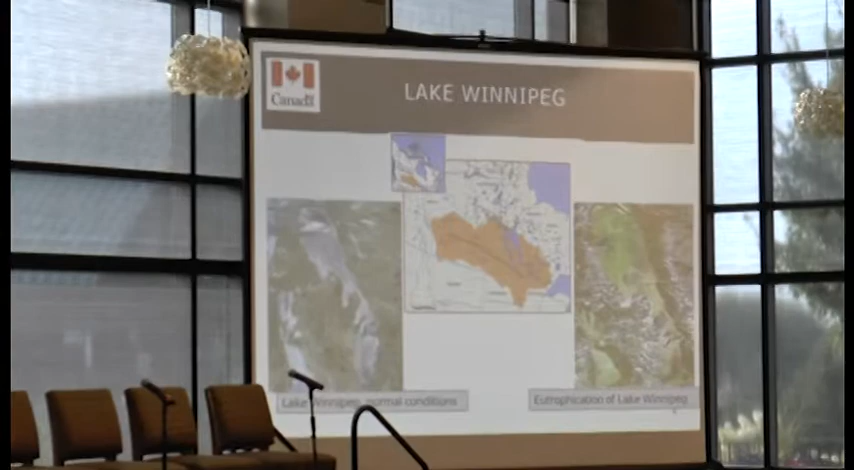 Canada
LAKE WINNIPEG
Lake Winnipeg, normal conditions
Eutrophication of Lake Winnipeg